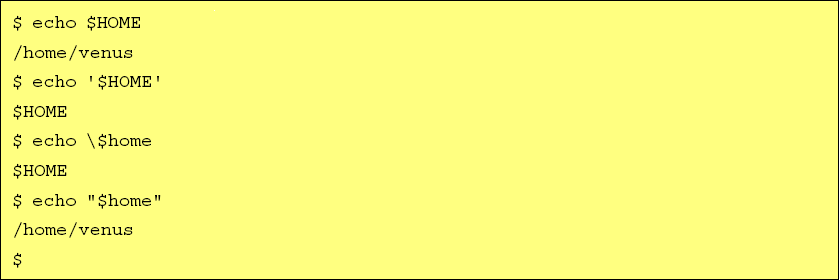 $ echo $HOME
/home/venus
$ echo '$HOME'
$HOME
$ echo \$home
$HOME
$ echo "$home"
/home/venus
$